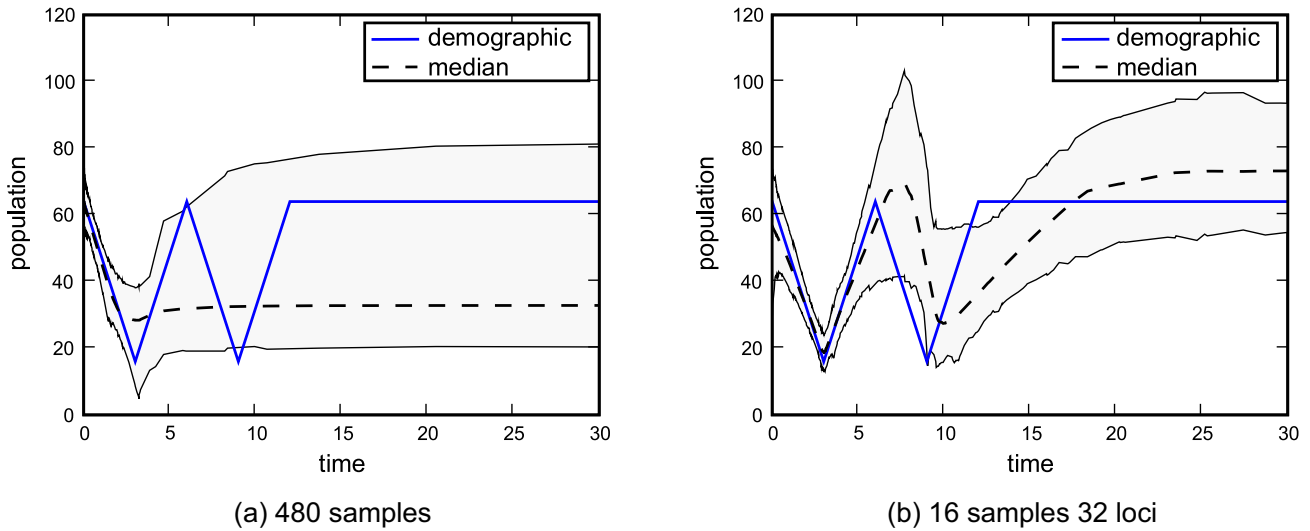 120
100
80
60
40
20
0
population
demographic
median
0 5 10 15 20 25 30
time
(a) 480 samples
120
100
80
60
40
20
0
population
demographic
median
0 5 10 15 20 25 30
time
(b) 16 samples 32 loci